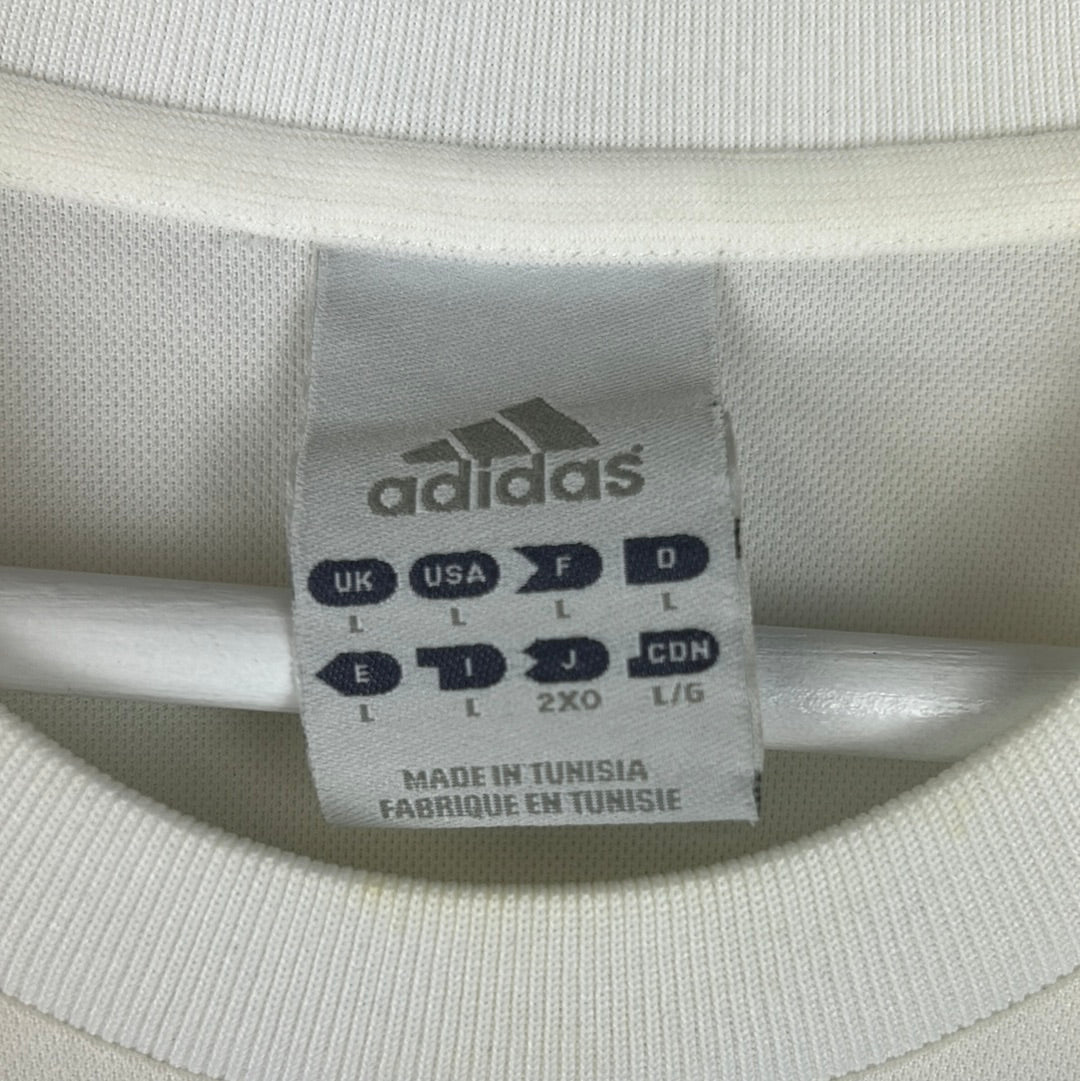 adidas
UK USA F D
L L L L
E I J CDN
L L 2XO L/G
MADE IN TUNISIA
FABRIQUE EN TUNISIE